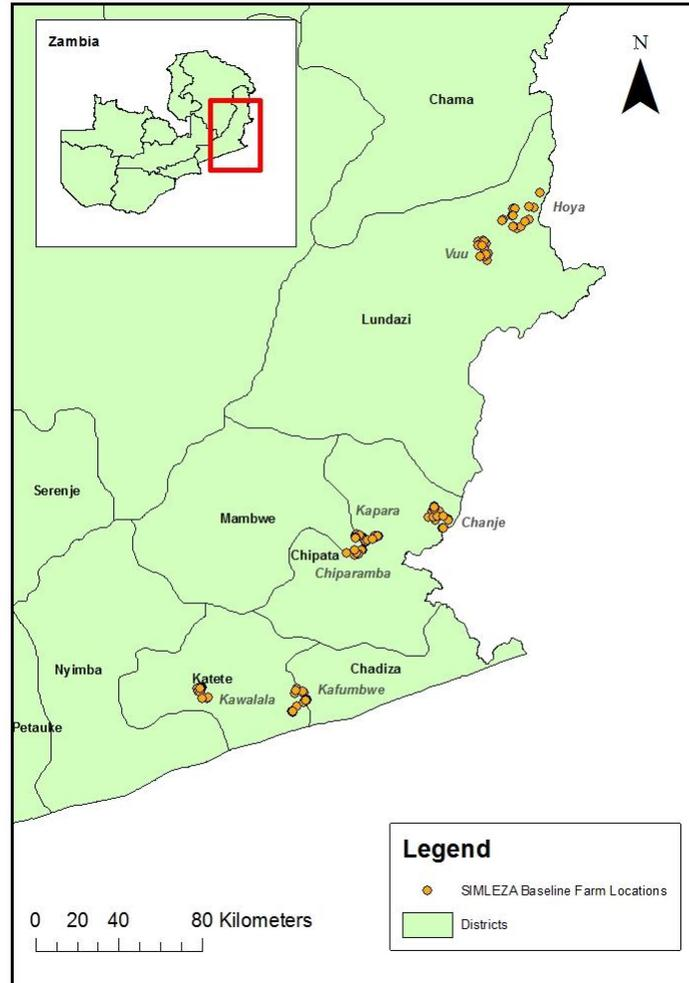 Zambia
N
Chama
Hoya
Vuu
Lundazi
Serenje
Mambwe
Kapara
Chanje
Chipata
Chiparamba
Nyimba
Katete
Chadiza
Kawalala
Kafumbwe
Petauke
Legend
SIMLEZA Baseline Farm Locations
Districts
0 20 40 80 Kilometers